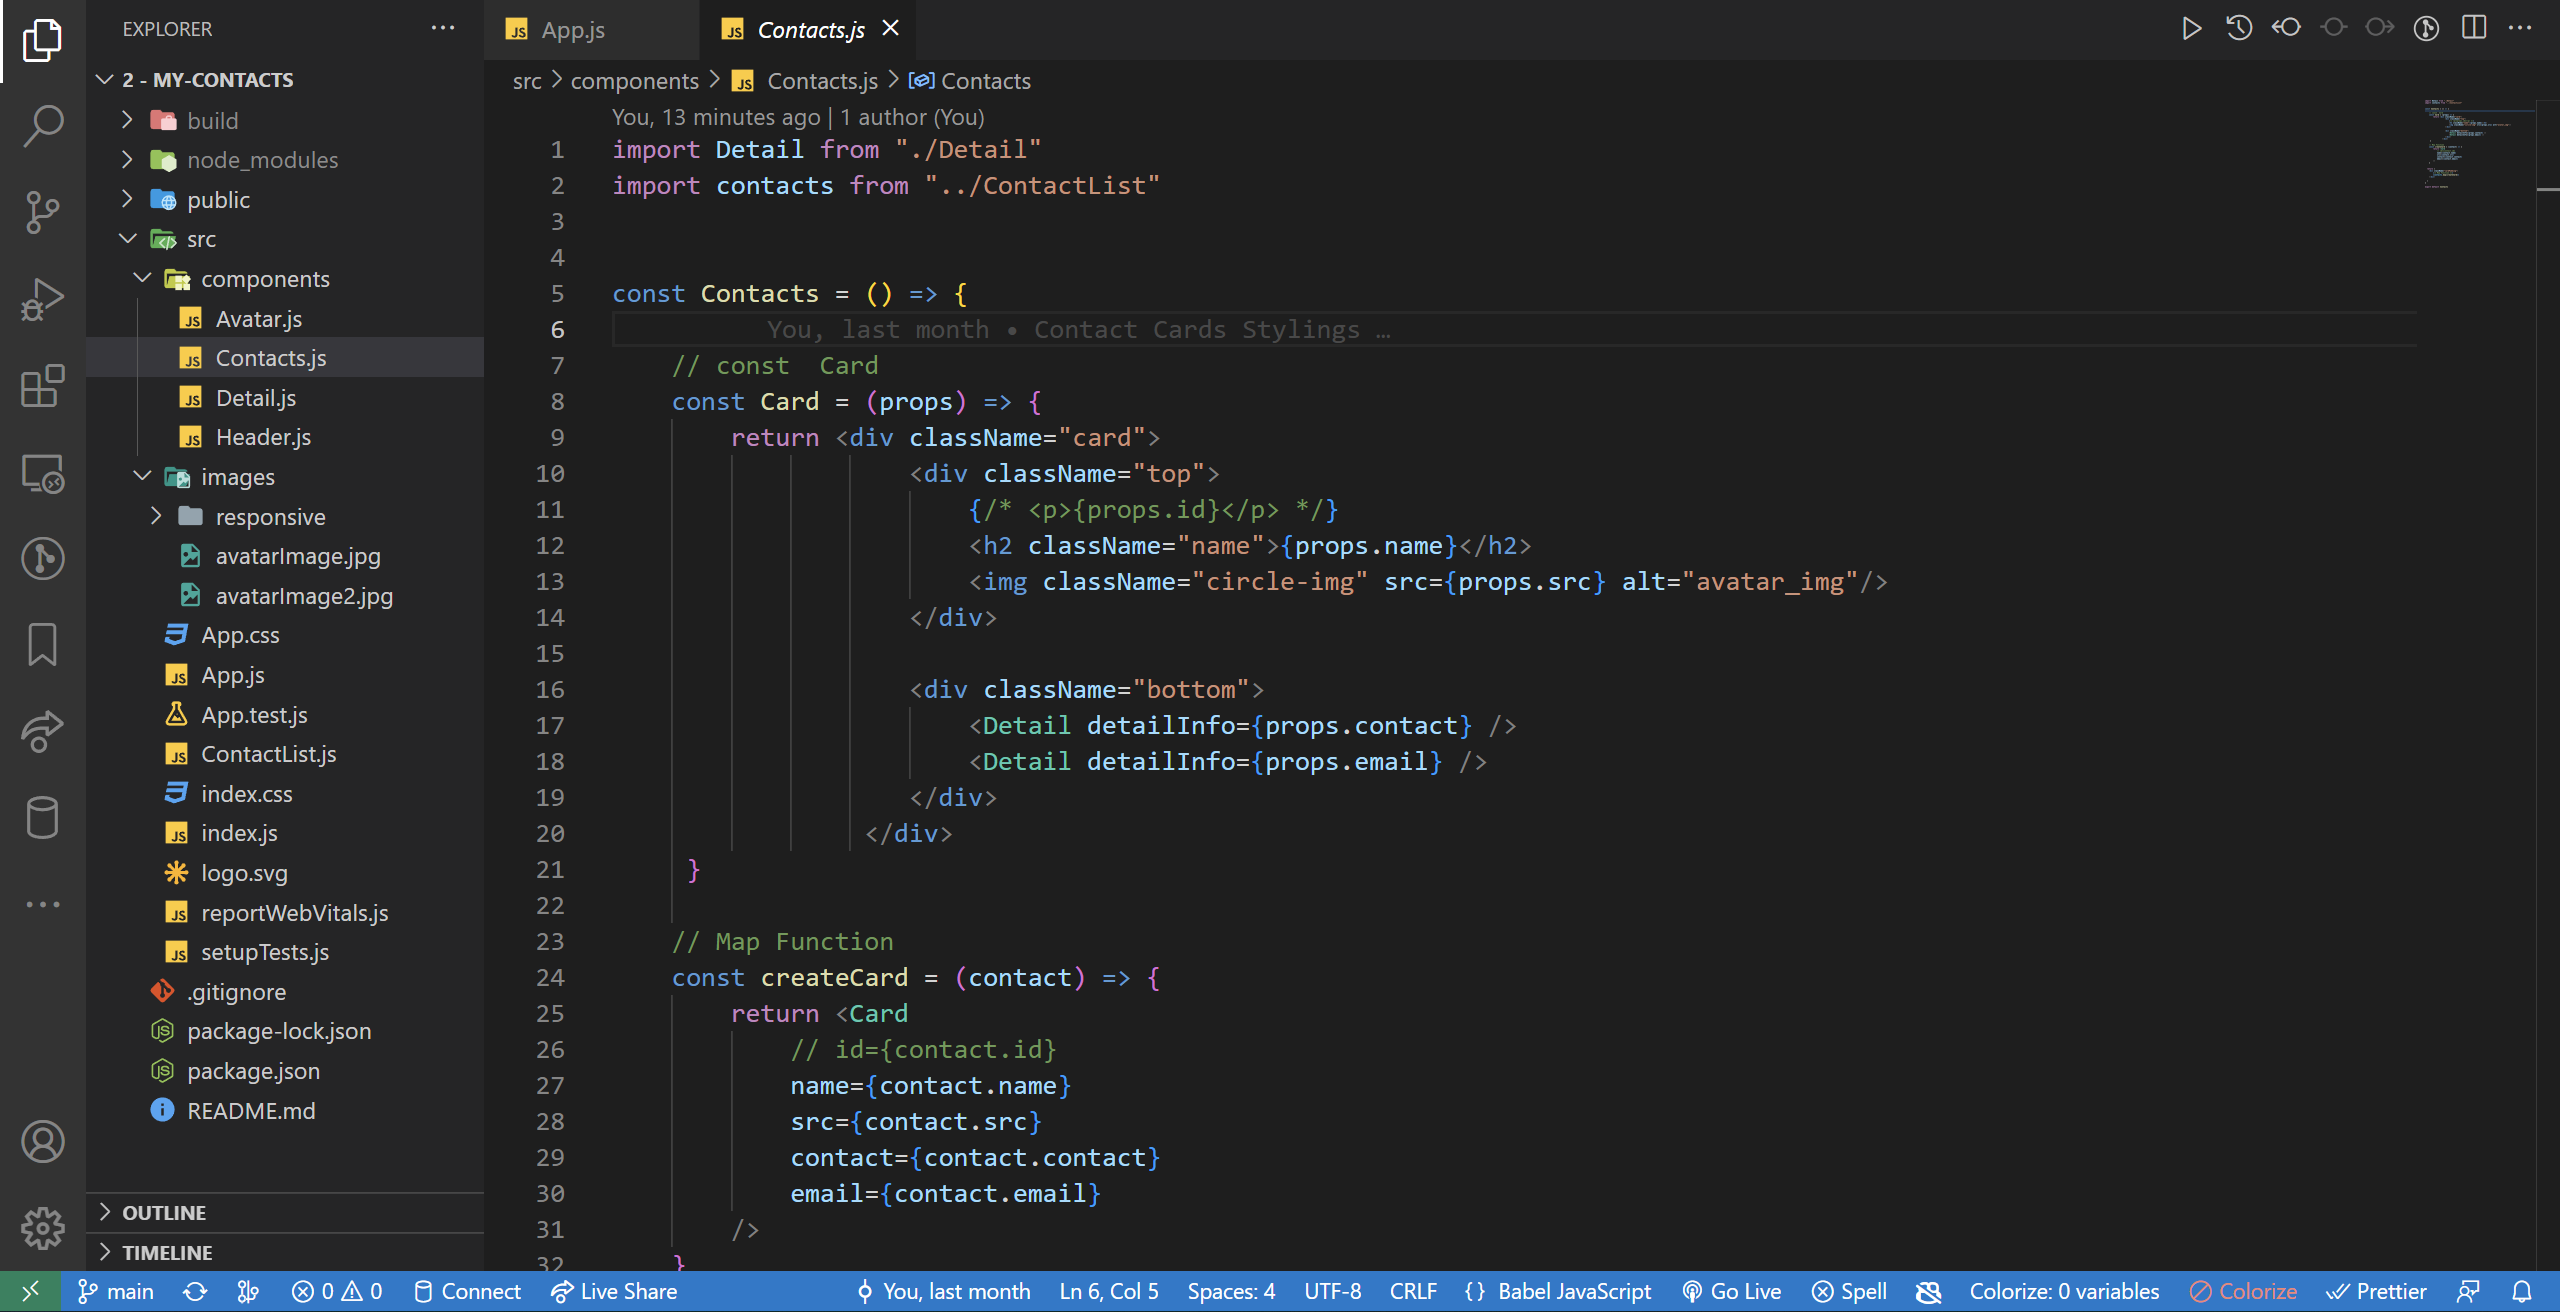 EXPLORER
2 - MY-CONTACTS
build
node_modules
public
src
components
Avatar.js
Contacts.js
Detail.js
Header.js
images
responsive
avatarImage.jpg
avatarImage2.jpg
App.css
App.js
App.test.js
ContactList.js
index.css
index.js
logo.svg
reportWebVitals.js
setupTests.js
.gitignore
package-lock.json
package.json
README.md
OUTLINE
TIMELINE
App.js
Contacts.js
src > components > Contacts.js > Contacts
You, 13 minutes ago | 1 author (You)
1 import Detail from "./Detail"
2 import contacts from "../ContactList"
3
4
5 const Contacts = () => {
6 You, last month • Contact Cards Stylings …
7 // const  Card
8 const Card = (props) => {
9 return <div className="card">
10 <div className="top">
11 {/* <p>{props.id}</p> */}
12 <h2 className="name">{props.name}</h2>
13 <img className="circle-img" src={props.src} alt="avatar_img"/>
14 </div>
15
16 <div className="bottom">
17 <Detail detailInfo={props.contact} />
18 <Detail detailInfo={props.email} />
19 </div>
20 </div>
21 }
22
23 // Map Function
24 const createCard = (contact) => {
25 return <Card
26 // id={contact.id}
27 name={contact.name}
28 src={contact.src}
29 contact={contact.contact}
30 email={contact.email}
31 />
32 }
main 0 0 Connect Live Share You, last month Ln 6, Col 5 Spaces: 4 UTF-8 CRLF {} Babel JavaScript Go Live Spell Colorize: 0 variables Colorize Prettier